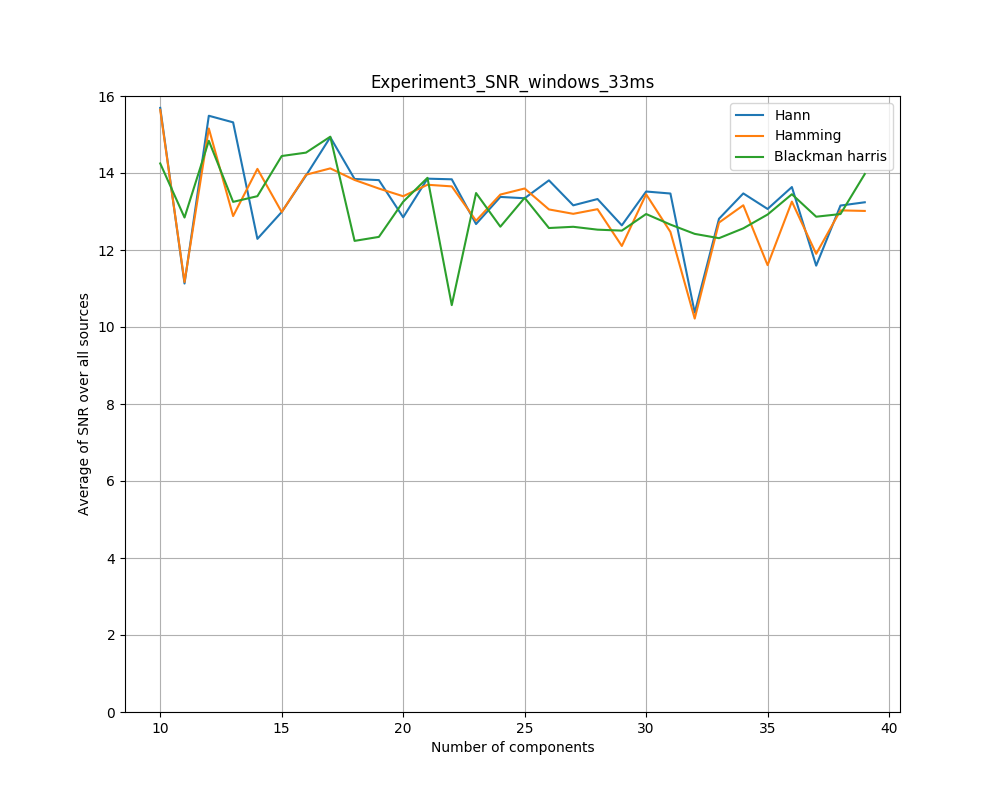 Experiment3_SNR_windows_33ms
Hann
Hamming
Blackman harris
Average of SNR over all sources
16
14
12
10
8
6
4
2
0
10 15 20 25 30 35 40
Number of components